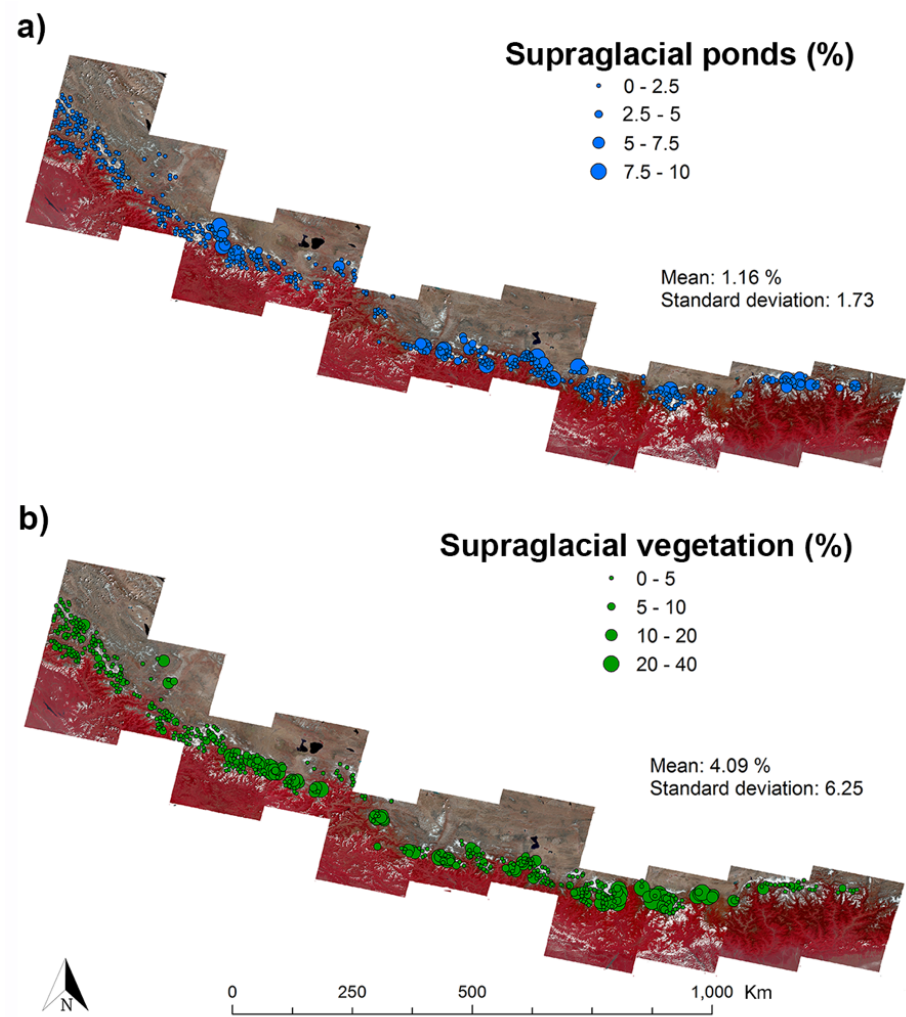 a)
Supraglacial ponds (%)
0 - 2.5
2.5 - 5
5 - 7.5
7.5 - 10
Mean: 1.16 %
Standard deviation: 1.73
b)
Supraglacial vegetation (%)
0 - 5
5 - 10
10 - 20
20 - 40
Mean: 4.09 %
Standard deviation: 6.25
N
0 250 500 1,000 Km